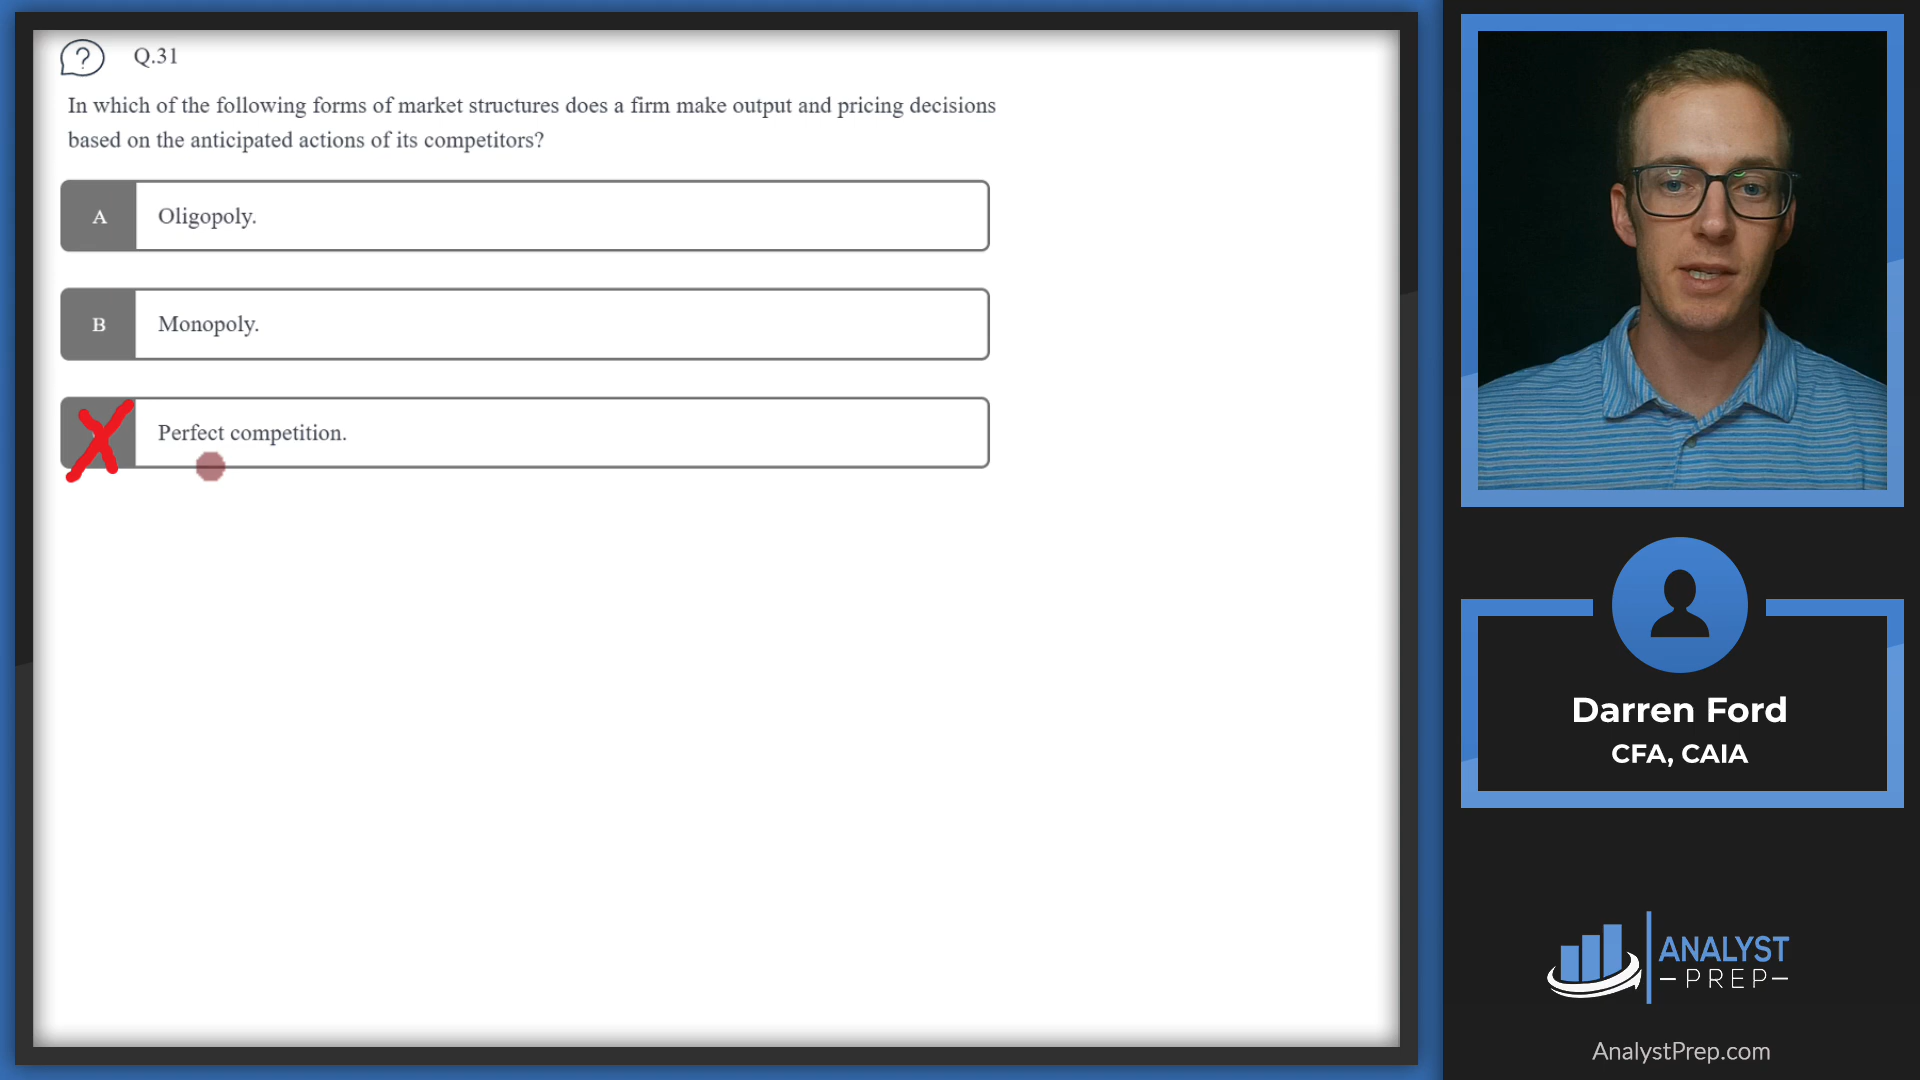 ?
Q.31
In which of the following forms of market structures does a firm make output and pricing decisions
based on the anticipated actions of its competitors?
A
Oligopoly.
B
Monopoly.
Perfect competition.
Darren Ford
CFA, CAIA
ANALYST
PREP
AnalystPrep.com